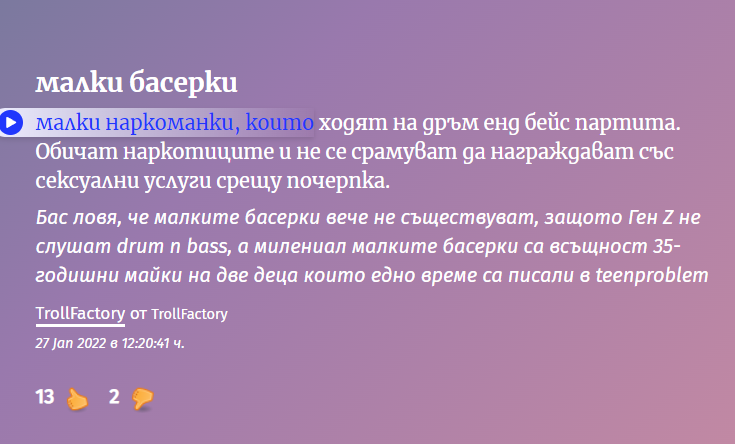 малки басерки
малки наркоманки, които ходят на дръм енд бейс партита.
Обичат наркотиците и не се срамуват да награждават със
сексуални услуги срещу почерпка.
Бас ловя, че малките басерки вече не съществуват, защото Ген Z не
слушат drum n bass, а милениал малките басерки са всъщност 35-
годишни майки на две деца които едно време са писали в teenproblem
TrollFactory от TrollFactory
27 Jan 2022 в 12:20:41 ч.
13 2